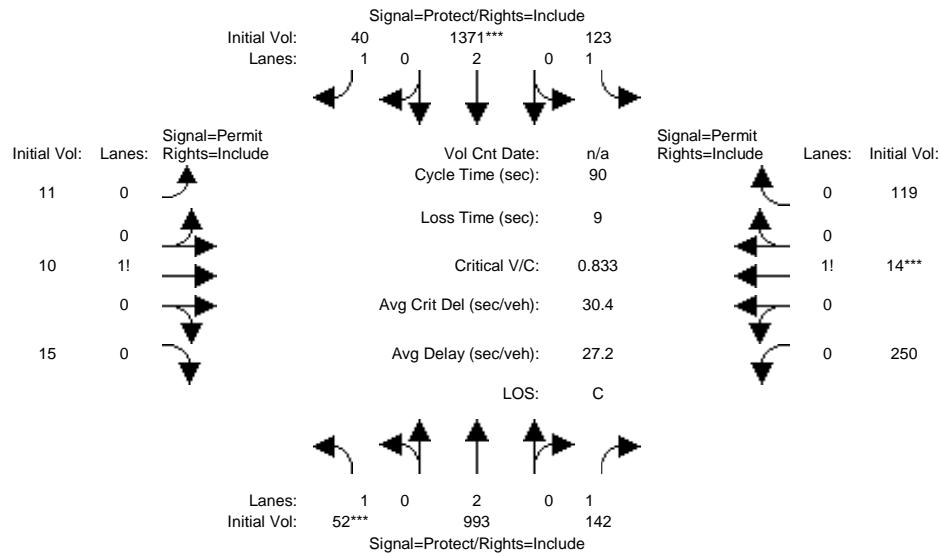 Signal=Protect/Rights=Include
Initial Vol: 40 1371*** 123
Lanes: 1 0 2 0 1
Signal=Permit Signal=Permit
Initial Vol: Lanes: Rights=Include Vol Cnt Date: n/a Rights=Include Lanes: Initial Vol:
Cycle Time (sec): 90
11 0 0 119
Loss Time (sec): 9
0 0
10 1! Critical V/C: 0.833 1! 14***
0 Avg Crit Del (sec/veh): 30.4 0
15 0 Avg Delay (sec/veh): 27.2 0 250
LOS: C
Lanes: 1 0 2 0 1
Initial Vol: 52*** 993 142
Signal=Protect/Rights=Include